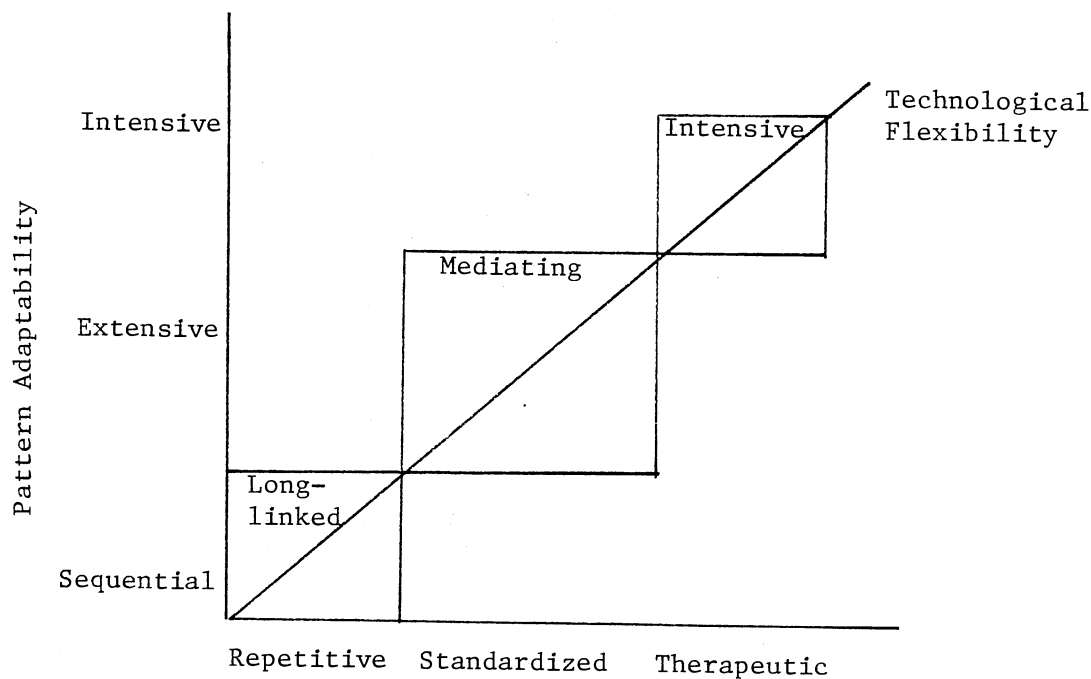 Technological
Flexibility
Intensive
Intensive
Mediating
Extensive
Pattern Adaptability
Long-
linked
Sequential
Repetitive Standardized Therapeutic